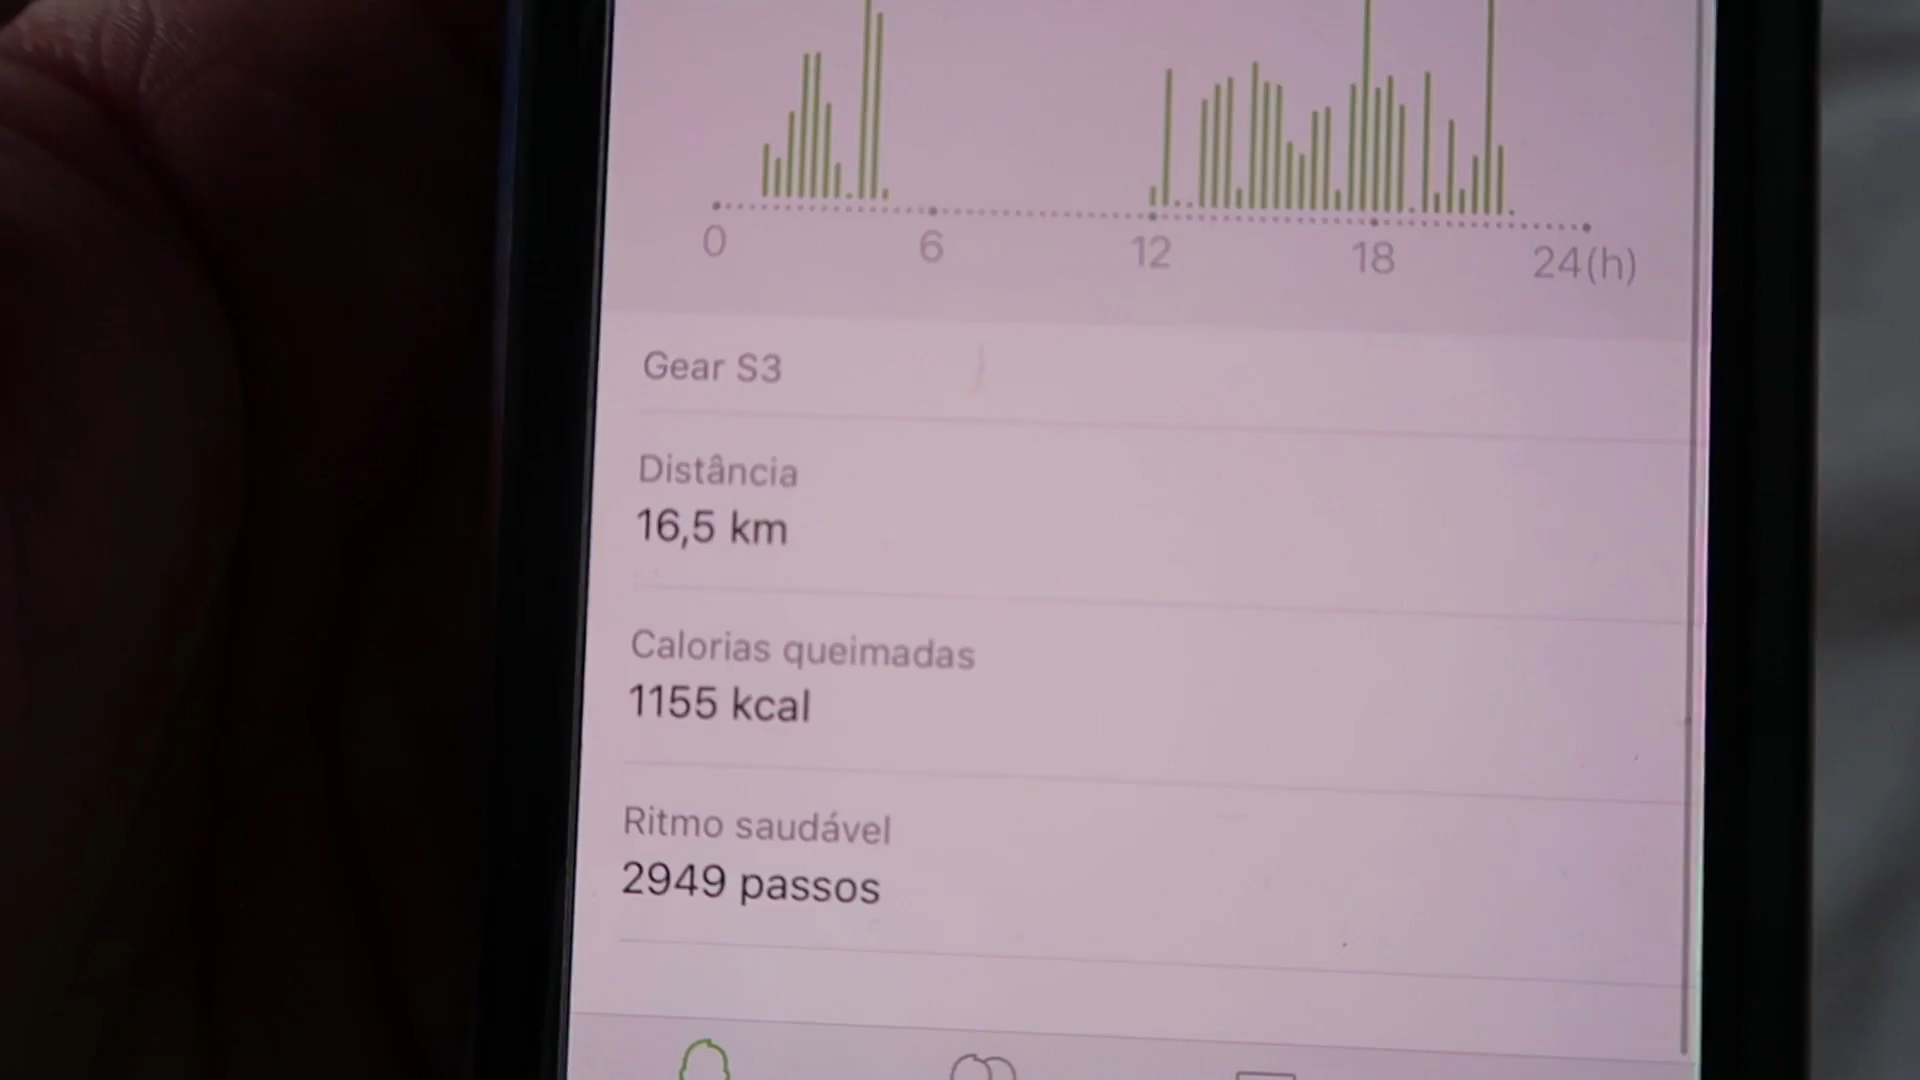 0 6 12 18 24(h)
Gear S3
Distância
16,5 km
Calorias queimadas
1155 kcal
Ritmo saudável
2949 passos